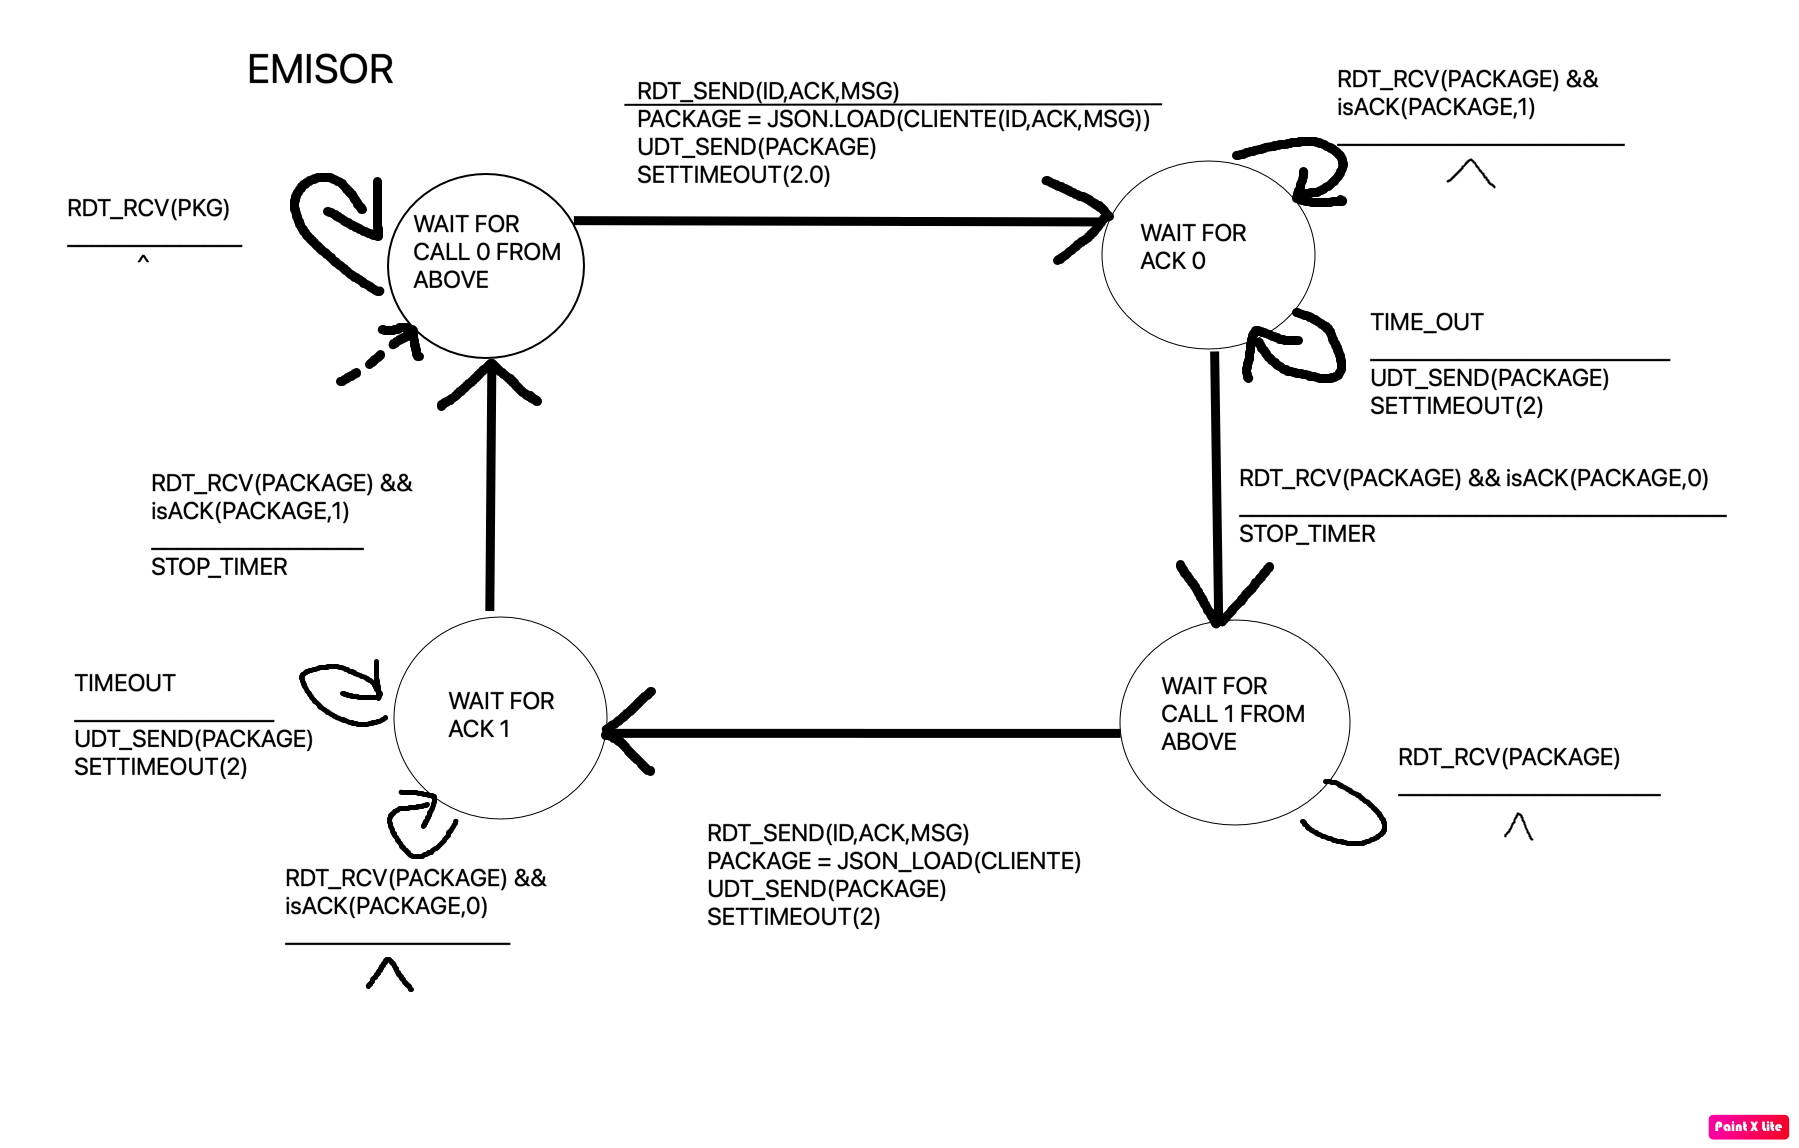 EMISOR
RDT_SEND(ID,ACK,MSG)
PACKAGE = JSON.LOAD(CLIENTE(ID,ACK,MSG))
UDT_SEND(PACKAGE)
SETTIMEOUT(2.0)
RDT_RCV(PACKAGE) &&
isACK(PACKAGE,1)
^
RDT_RCV(PKG)
^
WAIT FOR
CALL 0 FROM
ABOVE
WAIT FOR
ACK 0
TIME_OUT
UDT_SEND(PACKAGE)
SETTIMEOUT(2)
RDT_RCV(PACKAGE) &&
isACK(PACKAGE,1)
STOP_TIMER
RDT_RCV(PACKAGE) && isACK(PACKAGE,0)
STOP_TIMER
TIMEOUT
UDT_SEND(PACKAGE)
SETTIMEOUT(2)
WAIT FOR
ACK 1
WAIT FOR
CALL 1 FROM
ABOVE
RDT_RCV(PACKAGE)
^
RDT_SEND(ID,ACK,MSG)
PACKAGE = JSON_LOAD(CLIENTE)
UDT_SEND(PACKAGE)
SETTIMEOUT(2)
RDT_RCV(PACKAGE) &&
isACK(PACKAGE,0)
^
Paint X Lite